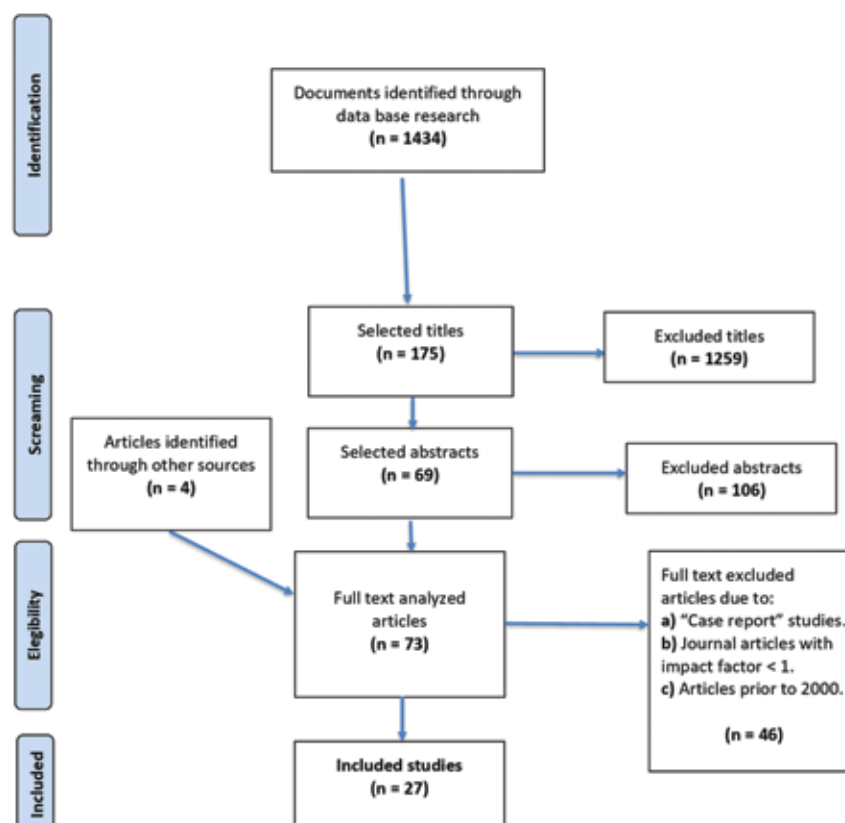 Identification
Documents identified through
data base research
(n = 1434)
Screaming
Selected titles
(n = 175)
Excluded titles
(n = 1259)
Articles identified
through other sources
(n = 4)
Selected abstracts
(n = 69)
Excluded abstracts
(n = 106)
Elegibility
Full text analyzed
articles
(n = 73)
Full text excluded
articles due to:
a) "Case report" studies.
b) Journal articles with
impact factor < 1.
c) Articles prior to 2000.
(n = 46)
Included
Included studies
(n = 27)